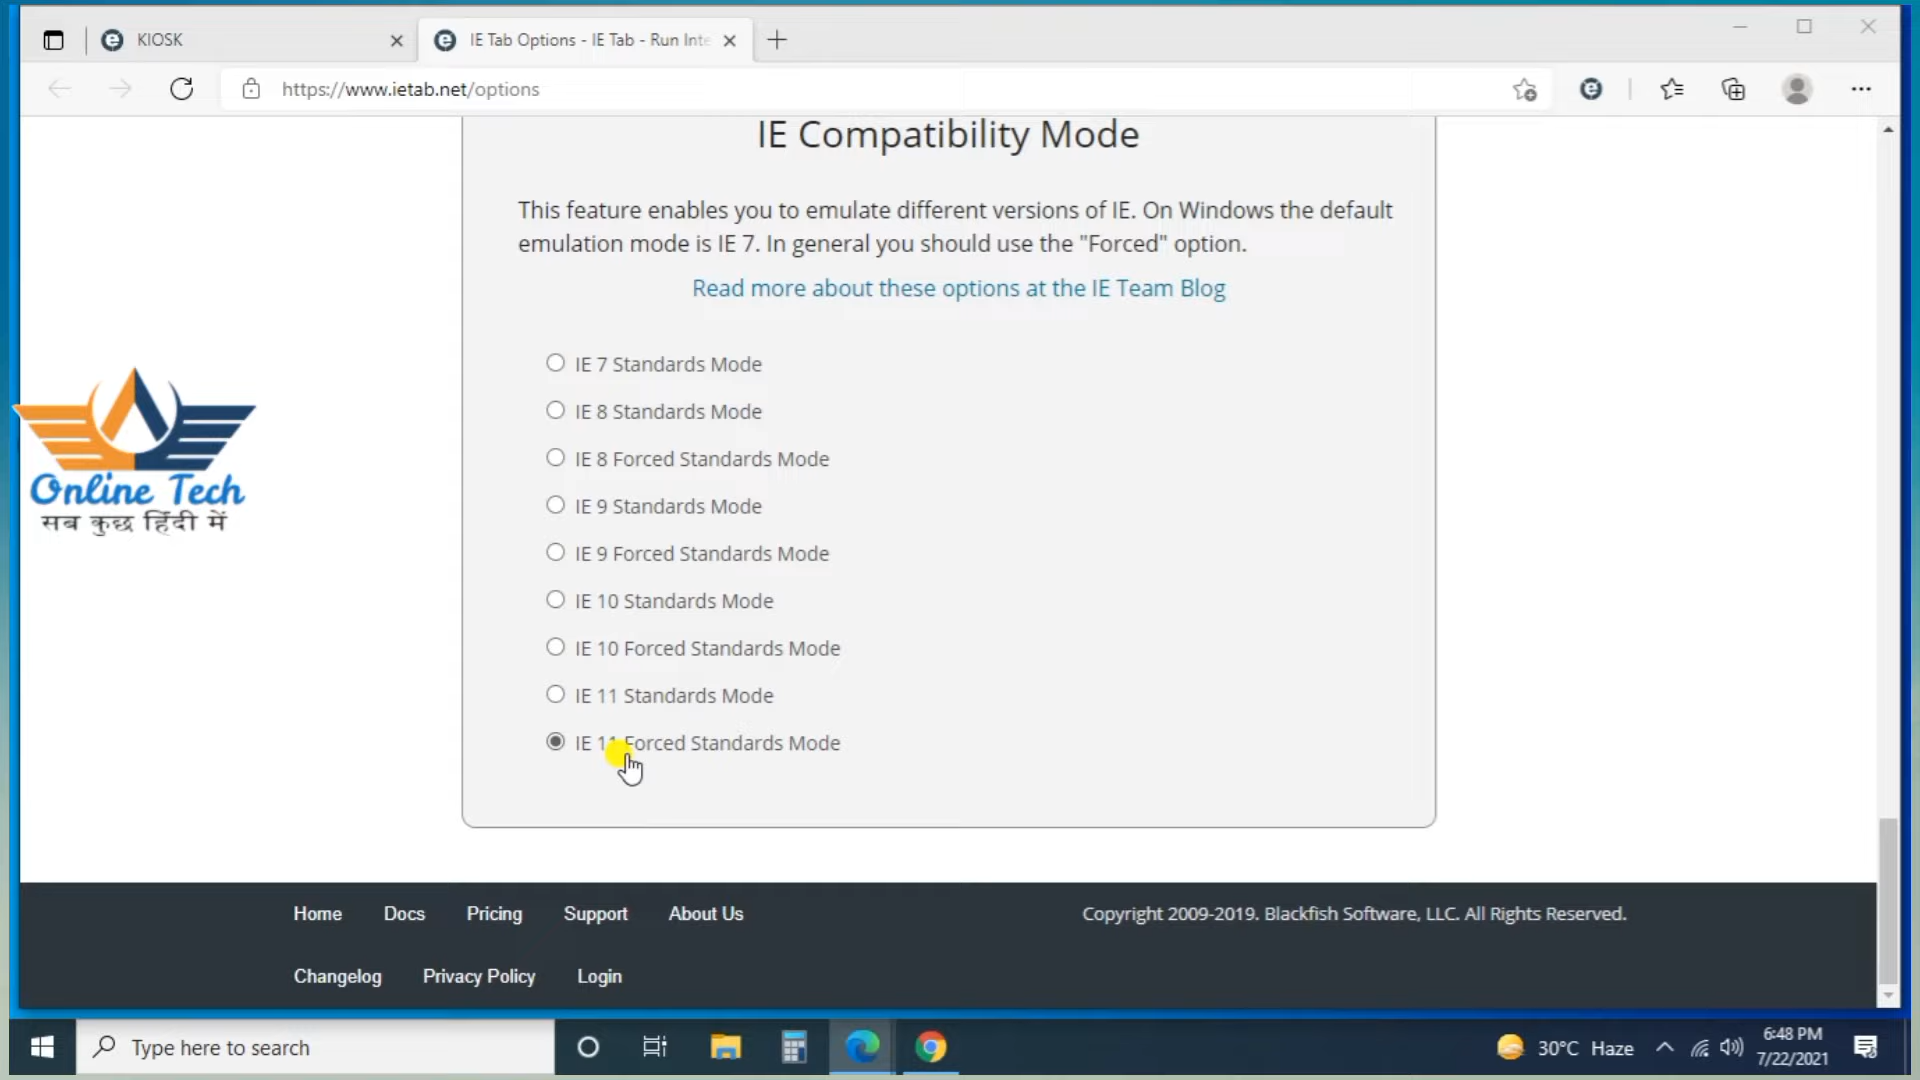 KIOSK
IE Tab Options - IE Tab - Run Inte
https://www.ietab.net/options
IE Compatibility Mode
This feature enables you to emulate different versions of IE. On Windows the default
emulation mode is IE 7. In general you should use the "Forced" option.
Read more about these options at the IE Team Blog
IE 7 Standards Mode
IE 8 Standards Mode
IE 8 Forced Standards Mode
IE 9 Standards Mode
IE 9 Forced Standards Mode
IE 10 Standards Mode
IE 10 Forced Standards Mode
IE 11 Standards Mode
IE 11 Forced Standards Mode
Online Tech
सब कुछ हिंदी में
Home Docs Pricing Support About Us
Copyright 2009-2019. Blackfish Software, LLC. All Rights Reserved.
Changelog Privacy Policy Login
Type here to search
30°C Haze
6:48 PM
7/22/2021